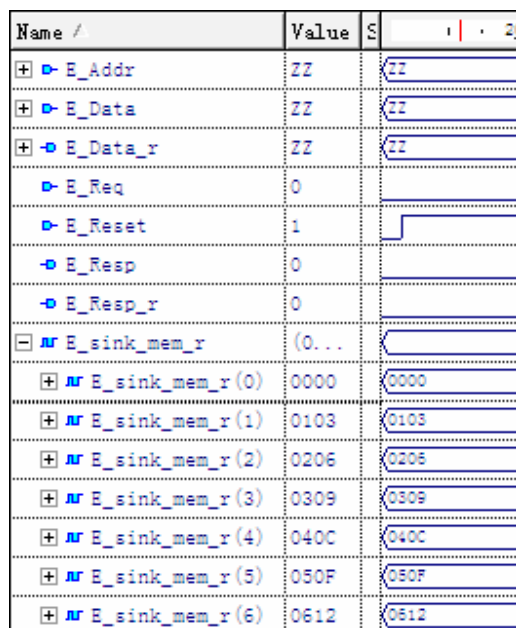 Name Value S 2
E_Addr ZZ ZZ
E_Data ZZ ZZ
E_Data_r ZZ ZZ
E_Req 0
E_Reset 1
E_Resp 0
E_Resp_r 0
E_sink_mem_r (0...
E_sink_mem_r(0) 0000 0000
E_sink_mem_r(1) 0103 0103
E_sink_mem_r(2) 0206 0206
E_sink_mem_r(3) 0309 0309
E_sink_mem_r(4) 040C 040C
E_sink_mem_r(5) 050F 050F
E_sink_mem_r(6) 0612 0612